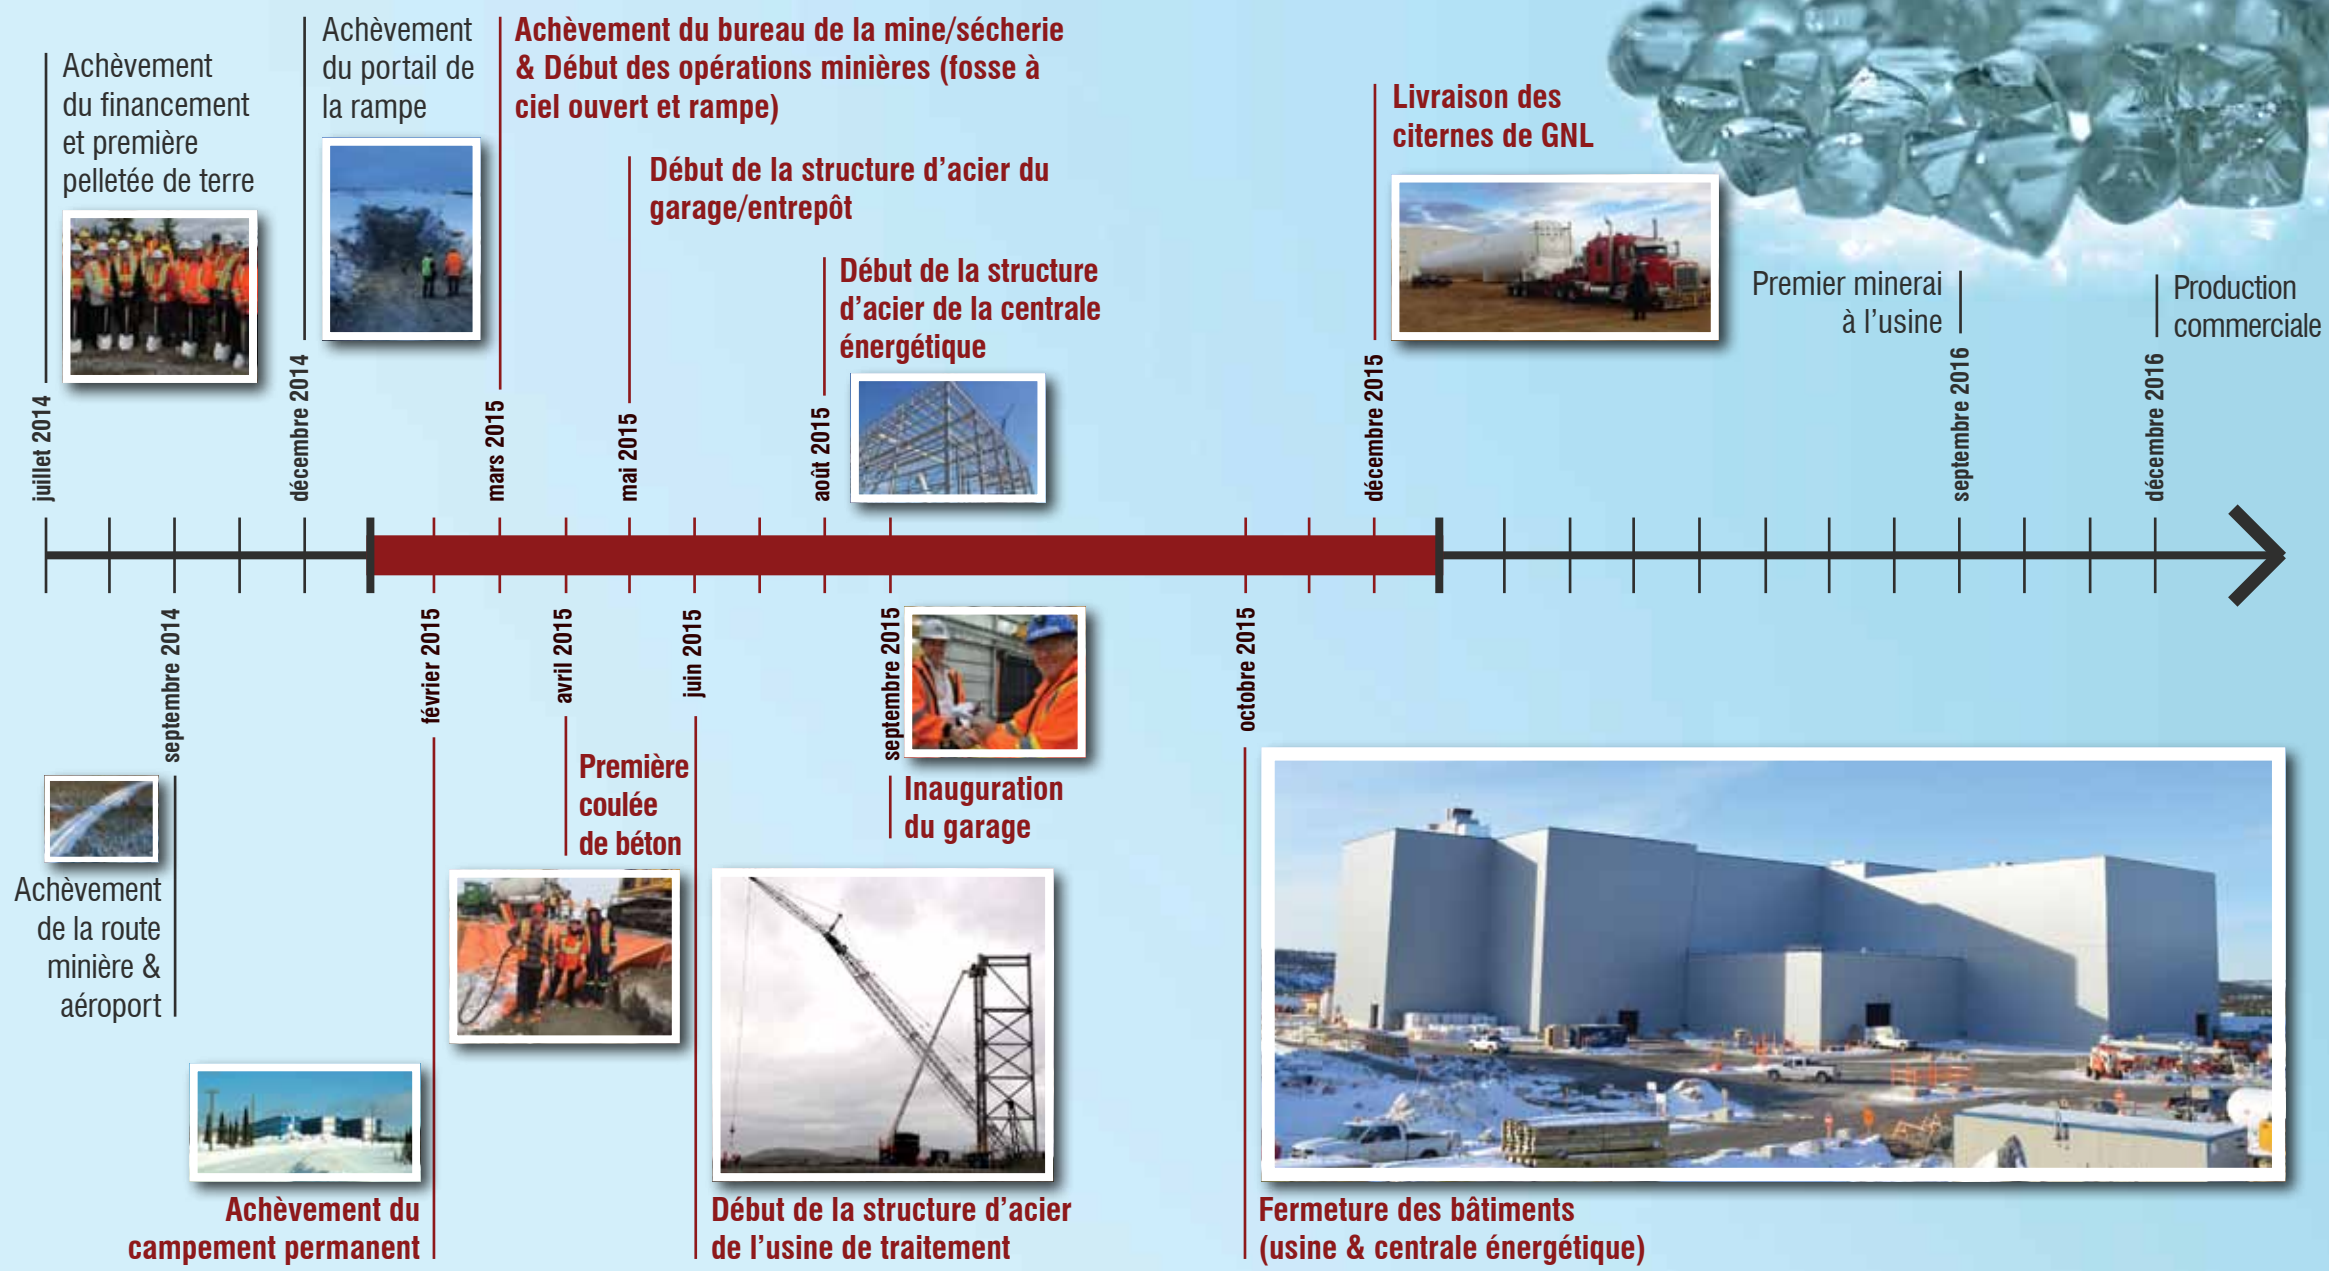 Achèvement
du financement
et première
pelletée de terre
juillet 2014
Achèvement
du portail de
la rampe
décembre 2014
Achèvement du bureau de la mine/sécherie
& Début des opérations minières (fosse à
ciel ouvert et rampe)
mars 2015
Début de la structure d’acier du
garage/entrepôt
mai 2015
Début de la structure
d’acier de la centrale
énergétique
août 2015
Livraison des
citernes de GNL
décembre 2015
Premier minerai
à l’usine
septembre 2016
Production
commerciale
décembre 2016
septembre 2014
Achèvement
de la route
minière &
aéroport
février 2015
Achèvement du
campement permanent
avril 2015
Première
coulée
de béton
juin 2015
Début de la structure d’acier
de l’usine de traitement
septembre 2015
Inauguration
du garage
octobre 2015
Fermeture des bâtiments
(usine & centrale énergétique)